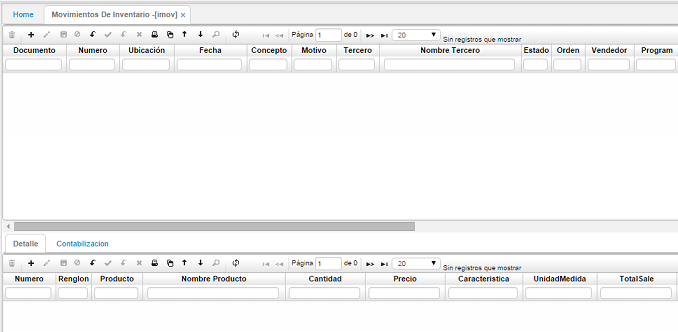 Home Movimientos De Inventario -[imov] ×
Página 1 de 0 20 Sin registros que mostrar
Documento Numero Ubicación Fecha Concepto Motivo Tercero Nombre Tercero Estado Orden Vendedor Program
Detalle Contabilizacion
Página 1 de 0 20 Sin registros que mostrar
Numero Renglon Producto Nombre Producto Cantidad Precio Caracteristica UnidadMedida TotalSale